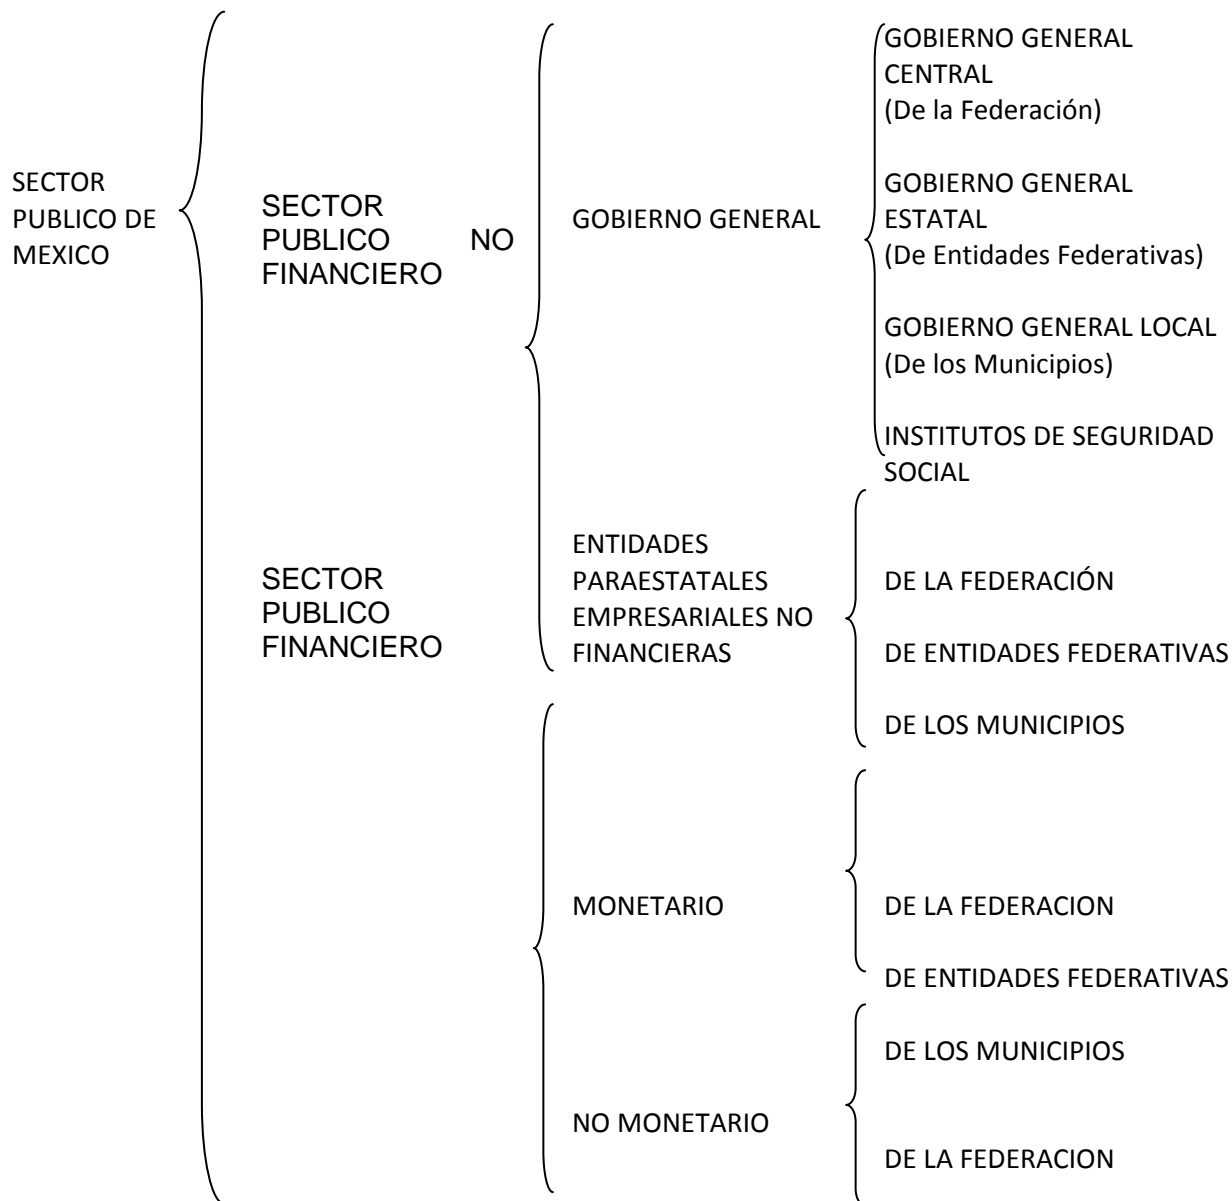 SECTOR
PUBLICO DE
MEXICO
SECTOR
PUBLICO NO
FINANCIERO
SECTOR
PUBLICO
FINANCIERO
GOBIERNO GENERAL
ENTIDADES
PARAESTATALES
EMPRESARIALES NO
FINANCIERAS
MONETARIO
NO MONETARIO
GOBIERNO GENERAL
CENTRAL
(De la Federación)
GOBIERNO GENERAL
ESTATAL
(De Entidades Federativas)
GOBIERNO GENERAL LOCAL
(De los Municipios)
INSTITUTOS DE SEGURIDAD
SOCIAL
DE LA FEDERACIÓN
DE ENTIDADES FEDERATIVAS
DE LOS MUNICIPIOS
DE LA FEDERACION
DE ENTIDADES FEDERATIVAS
DE LOS MUNICIPIOS
DE LA FEDERACION